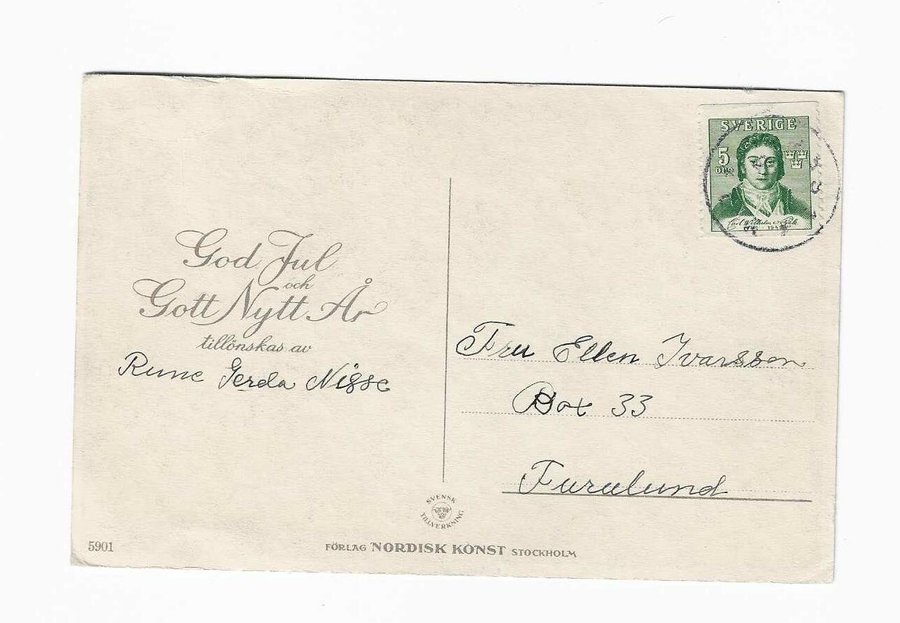 SVERIGE
5
ÖRE
God Jul
och
Gott Nytt År
tillönskas av
Rune Gerda Nisse
Fru Ellen Ivarsson
Box 33
Furulund
SVENSK
TILLVERKNING
5901
FÖRLAG NORDISK KONST STOCKHOLM